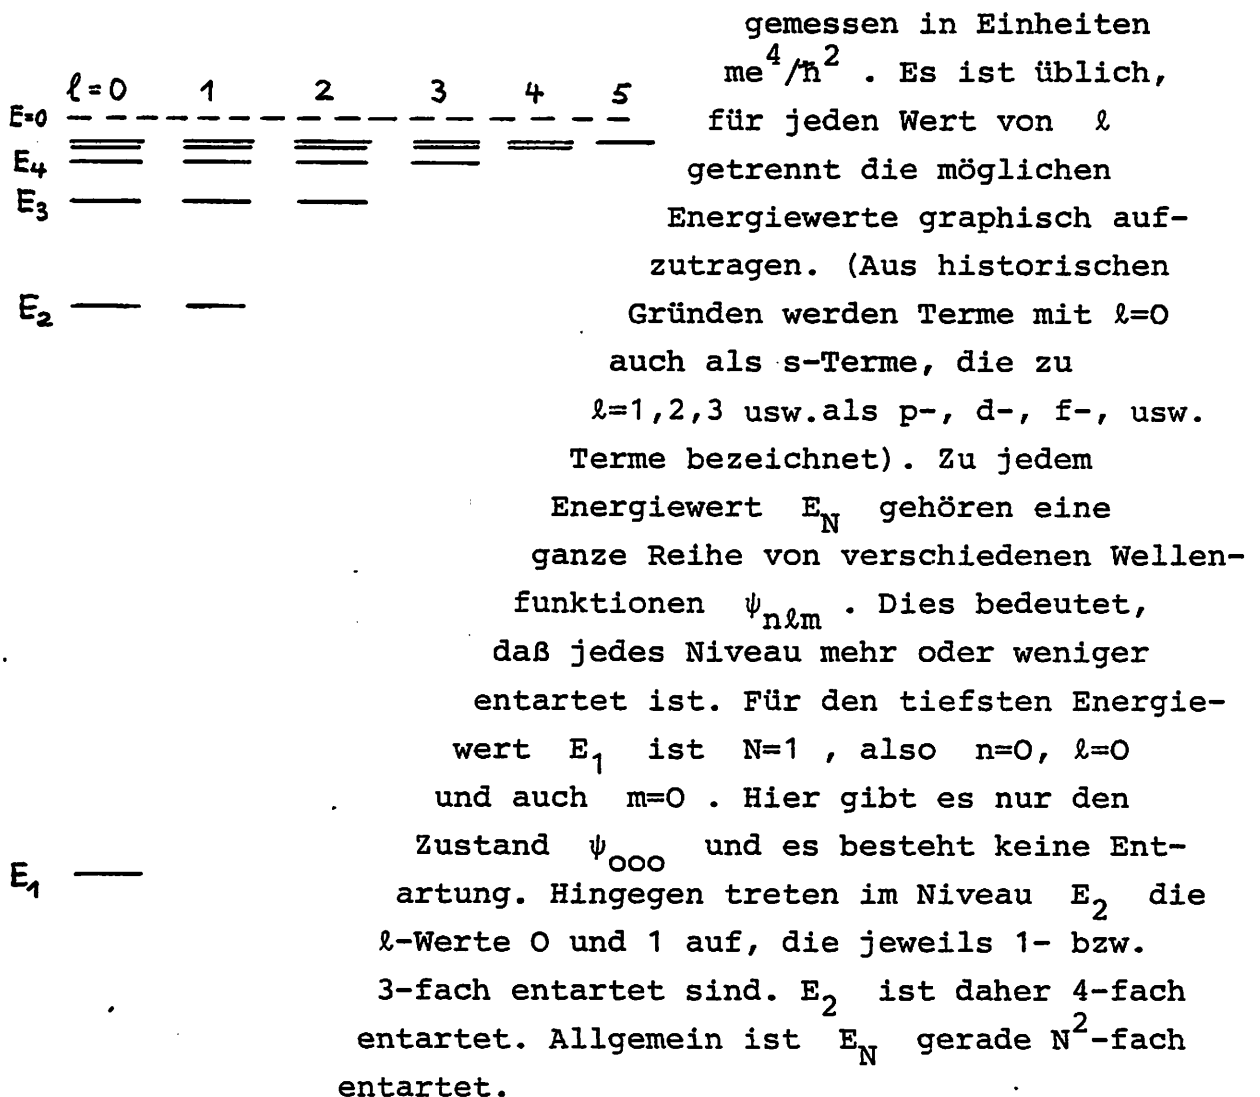 gemessen in Einheiten
me⁴/ħ² . Es ist üblich,
für jeden Wert von ℓ
getrennt die möglichen
Energiewerte graphisch auf-
zutragen. (Aus historischen
Gründen werden Terme mit ℓ=O
auch als s-Terme, die zu
ℓ=1,2,3 usw.als p-, d-, f-, usw.
Terme bezeichnet). Zu jedem
Energiewert E_N gehören eine
ganze Reihe von verschiedenen Wellen-
funktionen ψ_nℓm . Dies bedeutet,
daß jedes Niveau mehr oder weniger
entartet ist. Für den tiefsten Energie-
wert E₁ ist N=1 , also n=O, ℓ=O
und auch m=O . Hier gibt es nur den
Zustand ψ_ooo und es besteht keine Ent-
artung. Hingegen treten im Niveau E₂ die
ℓ-Werte O und 1 auf, die jeweils 1- bzw.
3-fach entartet sind. E₂ ist daher 4-fach
entartet. Allgemein ist E_N gerade N²-fach
entartet.
ℓ=0 1 2 3 4 5
E=0
E₄
E₃
E₂
E₁